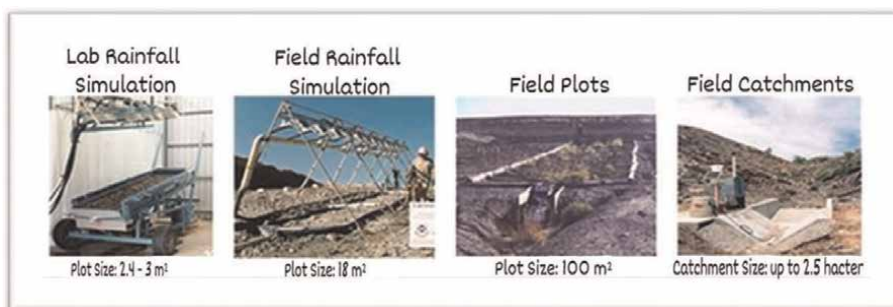 Lab Rainfall
Simulation
Plot Size: 2.4 - 3 m²
Field Rainfall
Simulation
Plot Size: 18 m²
Field Plots
Plot Size: 100 m²
Field Catchments
Catchment Size: up to 2.5 hacter